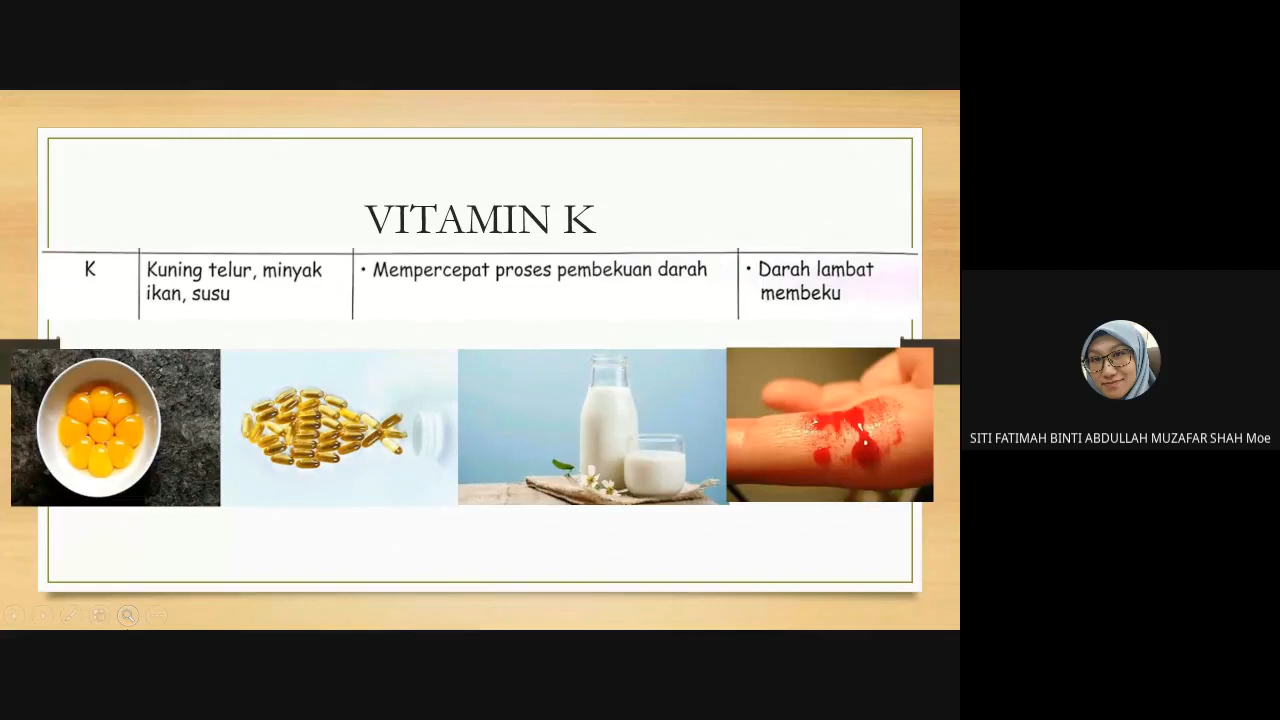 VITAMIN K
K
Kuning telur, minyak
ikan, susu
• Mempercepat proses pembekuan darah
• Darah lambat
membeku
SITI FATIMAH BINTI ABDULLAH MUZAFAR SHAH Moe